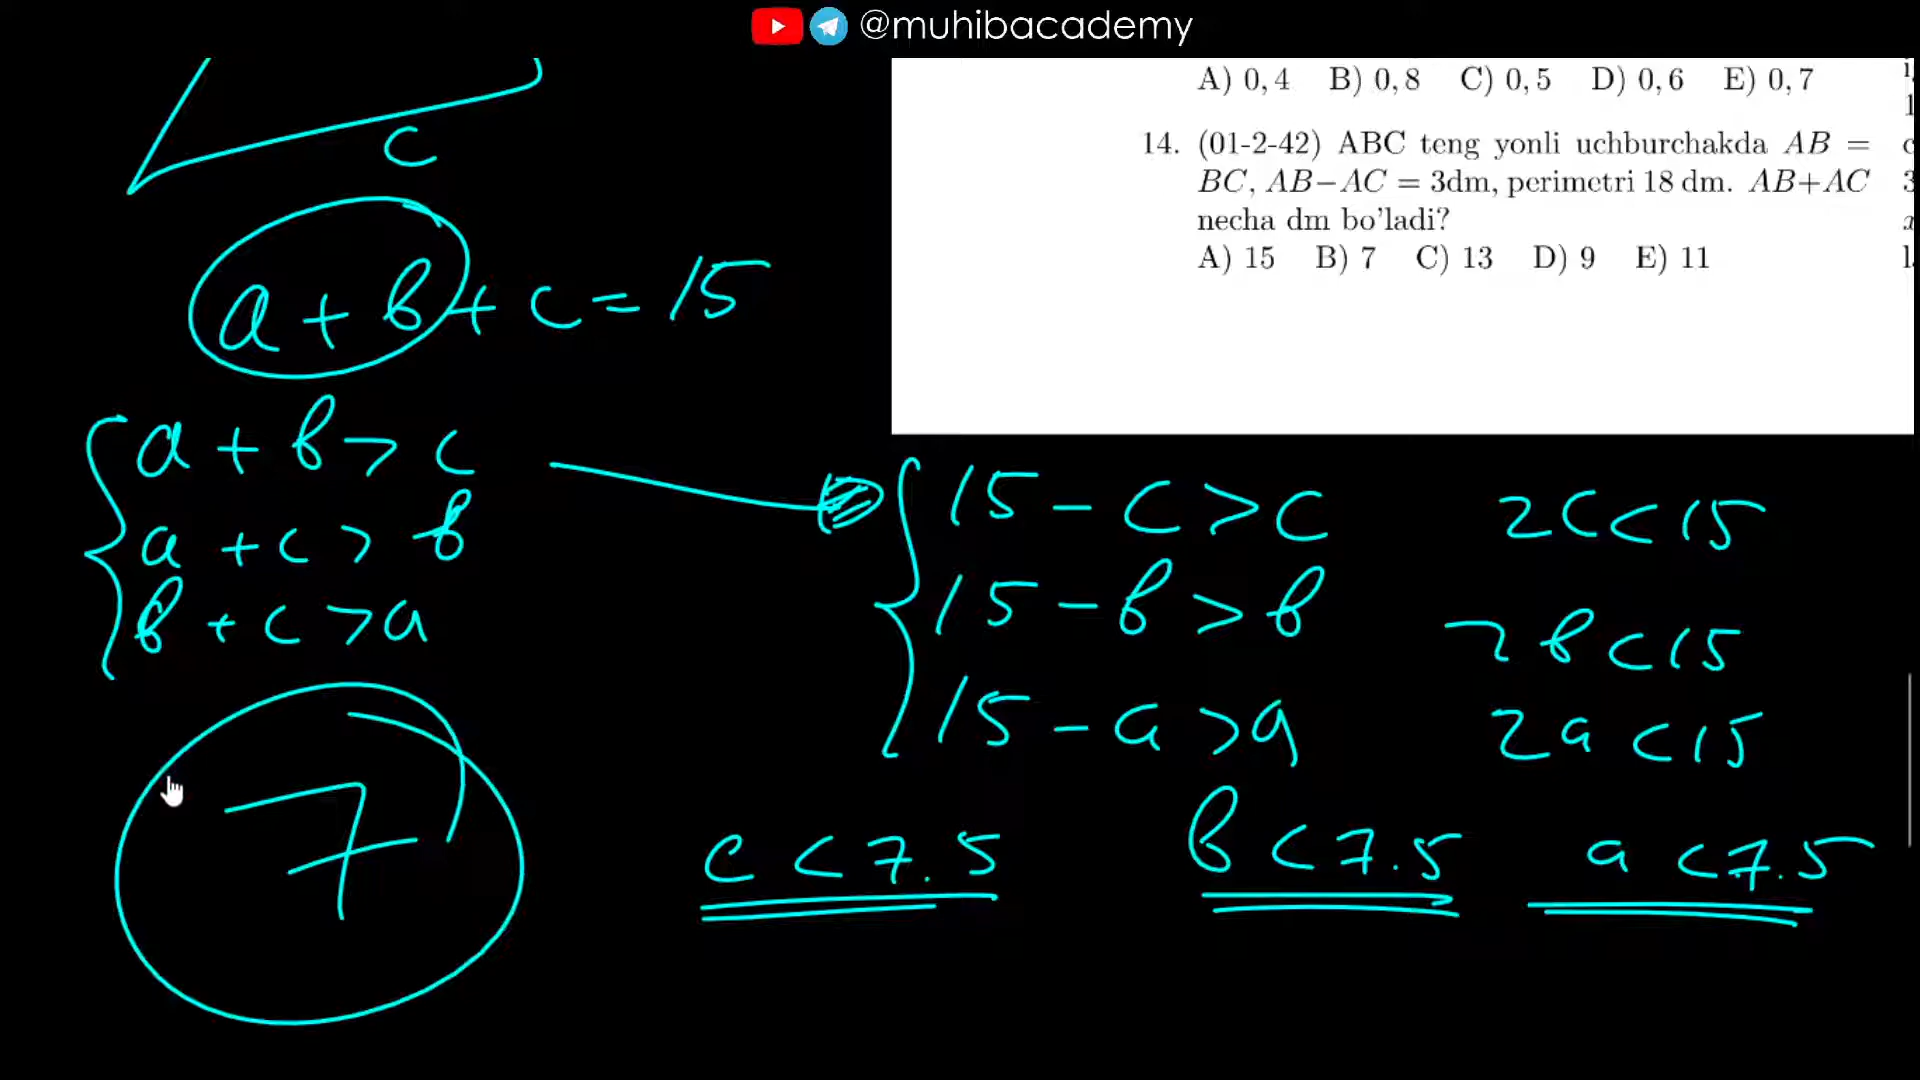 @muhibacademy
A) 0, 4 B) 0, 8 C) 0, 5 D) 0, 6 E) 0, 7
14. (01-2-42) ABC teng yonli uchburchakda AB =
BC, AB−AC = 3dm, perimetri 18 dm. AB+AC
necha dm bo'ladi?
A) 15 B) 7 C) 13 D) 9 E) 11
c
a + b + c = 15
a + b > c
a + c > b
b + c > a
15 - c > c 2c < 15
15 - b > b 2b < 15
15 - a > a 2a < 15
7
c < 7.5 b < 7.5 a < 7.5